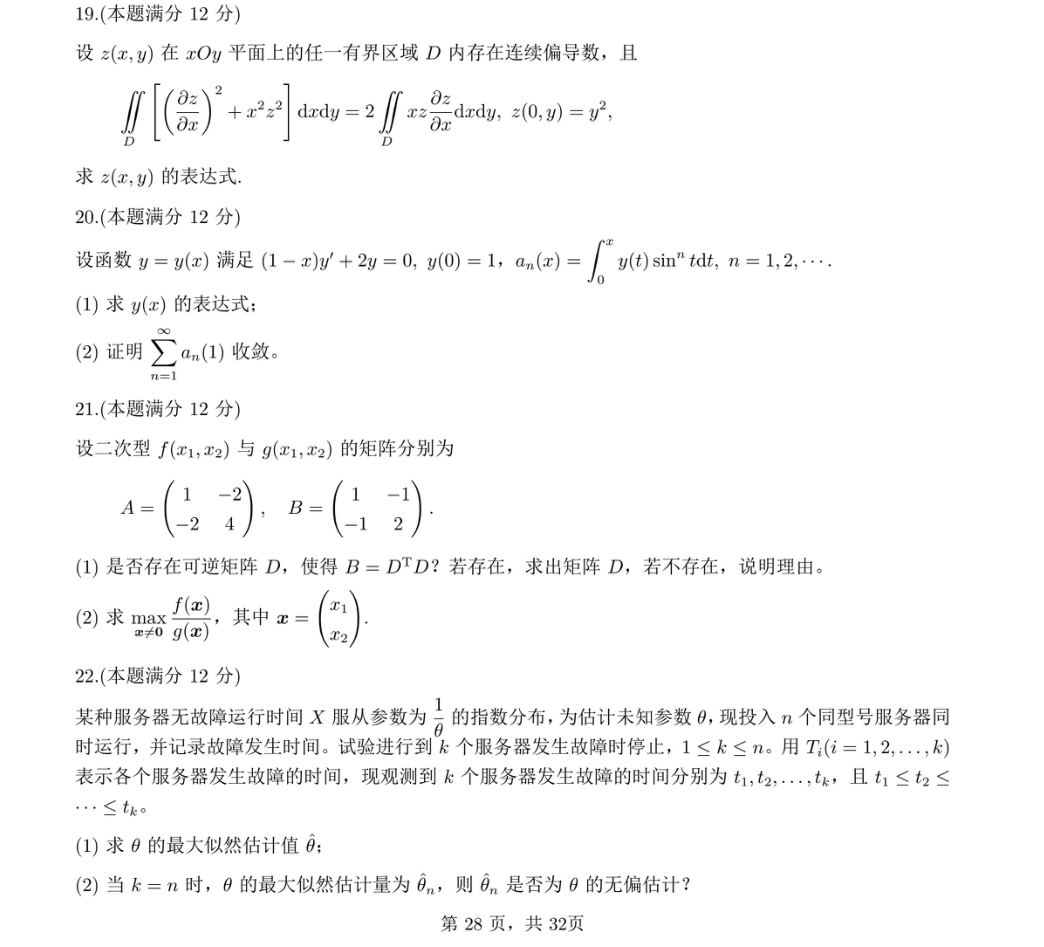 19.(本题满分 12 分)
设 z(x, y) 在 xOy 平面上的任一有界区域 D 内存在连续偏导数，且
∬_D [(∂z/∂x)² + x²z²] dxdy = 2 ∬_D xz ∂z/∂x dxdy, z(0, y) = y²,
求 z(x, y) 的表达式.
20.(本题满分 12 分)
设函数 y = y(x) 满足 (1 − x)y′ + 2y = 0, y(0) = 1，aₙ(x) = ∫₀ˣ y(t) sinⁿ tdt, n = 1, 2, ⋯.
(1) 求 y(x) 的表达式；
(2) 证明 ∑_{n=1}^{∞} aₙ(1) 收敛。
21.(本题满分 12 分)
设二次型 f(x₁, x₂) 与 g(x₁, x₂) 的矩阵分别为
A = (1 −2; −2 4), B = (1 −1; −1 2).
(1) 是否存在可逆矩阵 D，使得 B = DᵀD？若存在，求出矩阵 D，若不存在，说明理由。
(2) 求 max_{x≠0} f(x)/g(x)，其中 x = (x₁; x₂).
22.(本题满分 12 分)
某种服务器无故障运行时间 X 服从参数为 1/θ 的指数分布，为估计未知参数 θ，现投入 n 个同型号服务器同
时运行，并记录故障发生时间。试验进行到 k 个服务器发生故障时停止，1 ≤ k ≤ n。用 Tᵢ(i = 1, 2, . . . , k)
表示各个服务器发生故障的时间，现观测到 k 个服务器发生故障的时间分别为 t₁, t₂, . . . , tₖ，且 t₁ ≤ t₂ ≤
⋯ ≤ tₖ。
(1) 求 θ 的最大似然估计值 θ̂；
(2) 当 k = n 时，θ 的最大似然估计量为 θ̂ₙ，则 θ̂ₙ 是否为 θ 的无偏估计？
第 28 页，共 32页